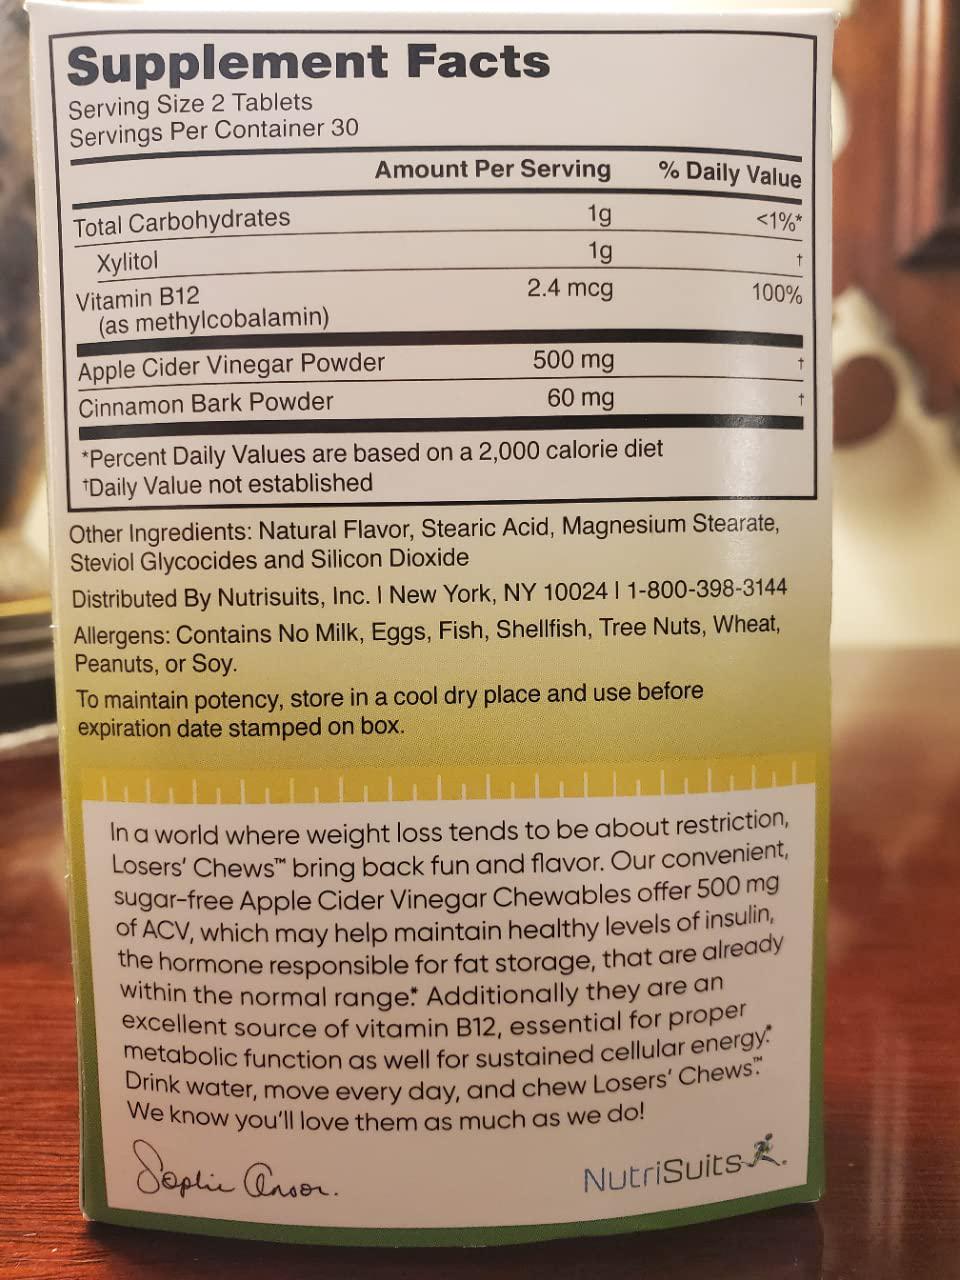 Supplement Facts
Serving Size 2 Tablets
Servings Per Container 30
Amount Per Serving % Daily Value
Total Carbohydrates 1g <1%*
Xylitol 1g †
Vitamin B12 2.4 mcg 100%
(as methylcobalamin)
Apple Cider Vinegar Powder 500 mg †
Cinnamon Bark Powder 60 mg †
*Percent Daily Values are based on a 2,000 calorie diet
†Daily Value not established
Other Ingredients: Natural Flavor, Stearic Acid, Magnesium Stearate,
Steviol Glycocides and Silicon Dioxide
Distributed By Nutrisuits, Inc. I New York, NY 10024 I 1-800-398-3144
Allergens: Contains No Milk, Eggs, Fish, Shellfish, Tree Nuts, Wheat,
Peanuts, or Soy.
To maintain potency, store in a cool dry place and use before
expiration date stamped on box.
In a world where weight loss tends to be about restriction,
Losers' Chews™ bring back fun and flavor. Our convenient,
sugar-free Apple Cider Vinegar Chewables offer 500 mg
of ACV, which may help maintain healthy levels of insulin,
the hormone responsible for fat storage, that are already
within the normal range.* Additionally they are an
excellent source of vitamin B12, essential for proper
metabolic function as well for sustained cellular energy.*
Drink water, move every day, and chew Losers' Chews.™
We know you'll love them as much as we do!
Sophie Anson.
NutriSuits